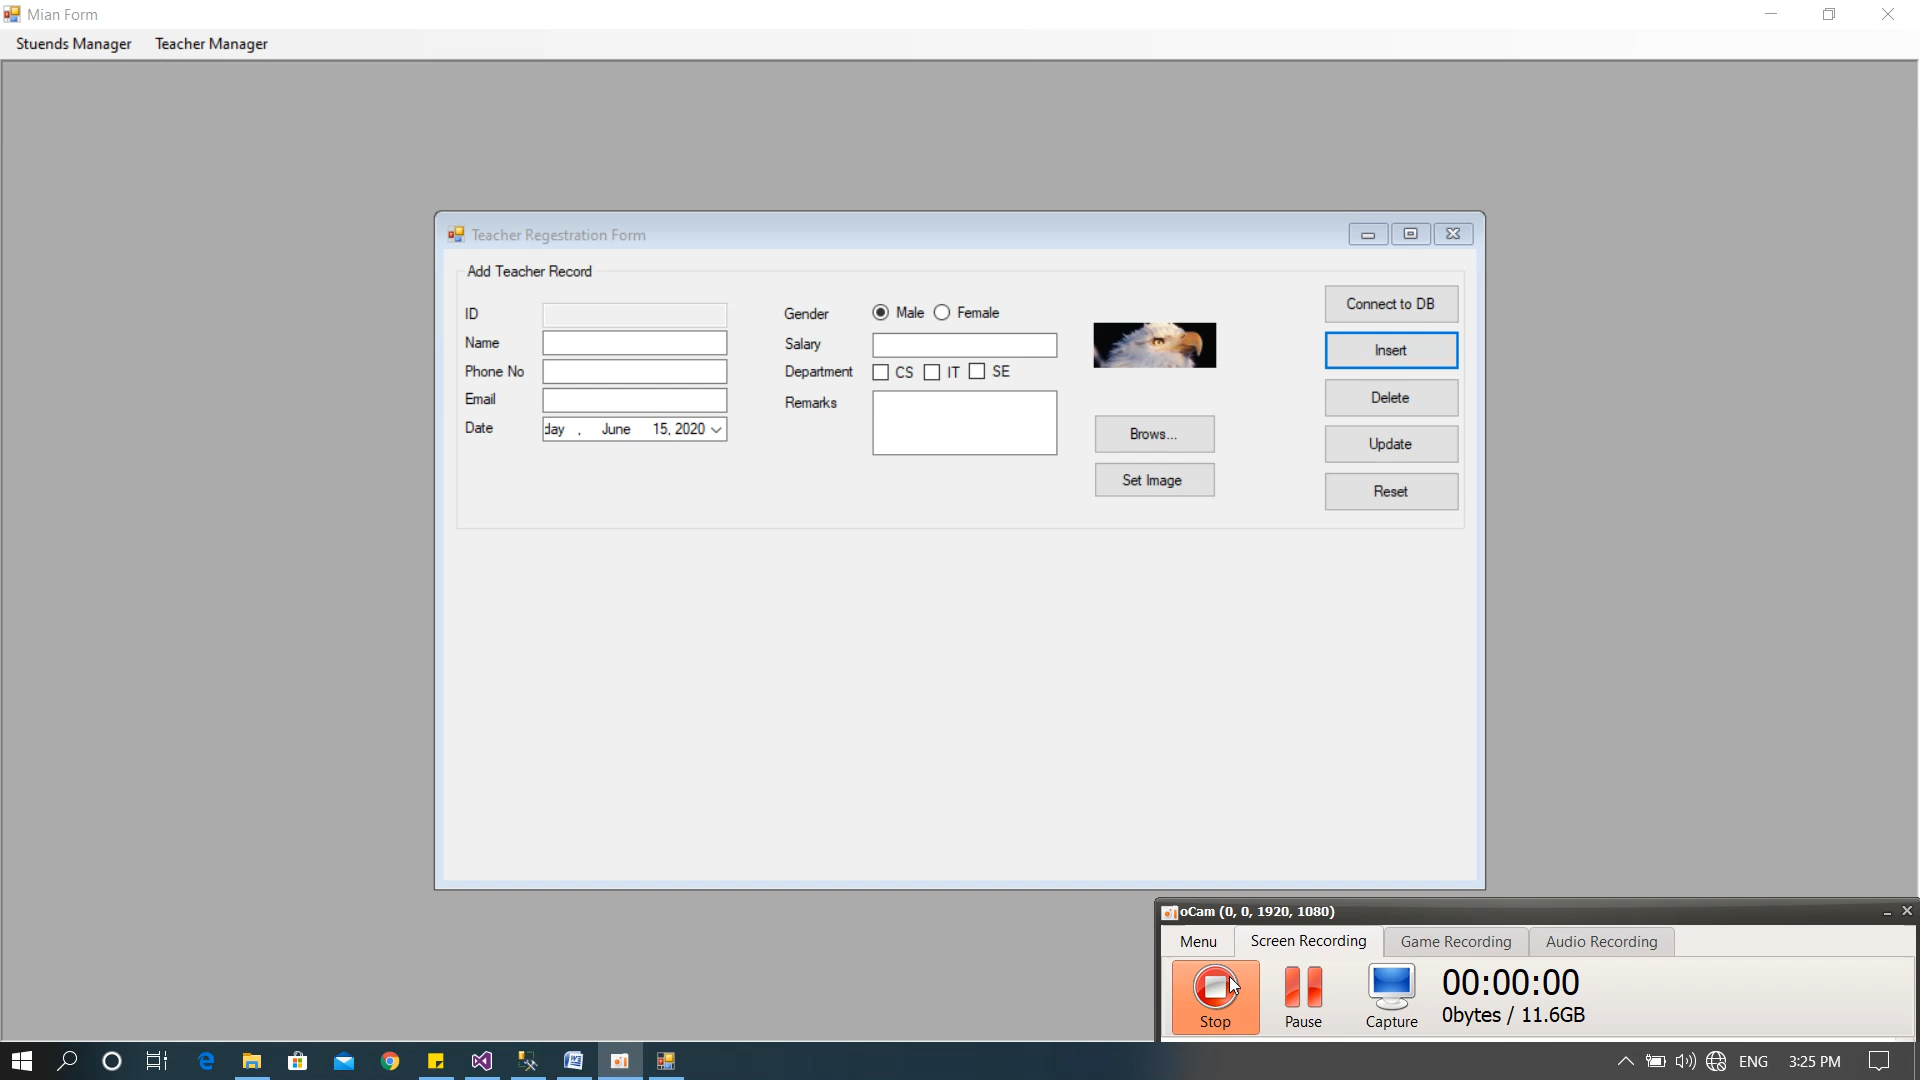 Mian Form
Stuends Manager Teacher Manager
Teacher Regestration Form
Add Teacher Record
ID
Name
Phone No
Email
Date day , June 15, 2020
Gender Male Female
Salary
Department CS IT SE
Remarks
Brows...
Set Image
Connect to DB
Insert
Delete
Update
Reset
oCam (0, 0, 1920, 1080)
Menu Screen Recording Game Recording Audio Recording
Stop Pause Capture
00:00:00
0bytes / 11.6GB
ENG 3:25 PM